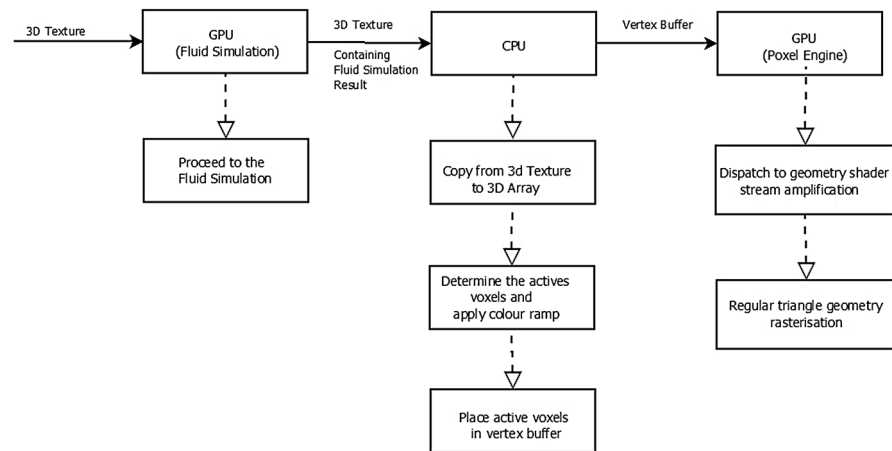 3D Texture
GPU
(Fluid Simulation)
3D Texture
Containing
Fluid Simulation
Result
CPU
Vertex Buffer
GPU
(Poxel Engine)
Proceed to the
Fluid Simulation
Copy from 3d Texture
to 3D Array
Determine the actives
voxels and
apply colour ramp
Place active voxels
in vertex buffer
Dispatch to geometry shader
stream amplification
Regular triangle geometry
rasterisation